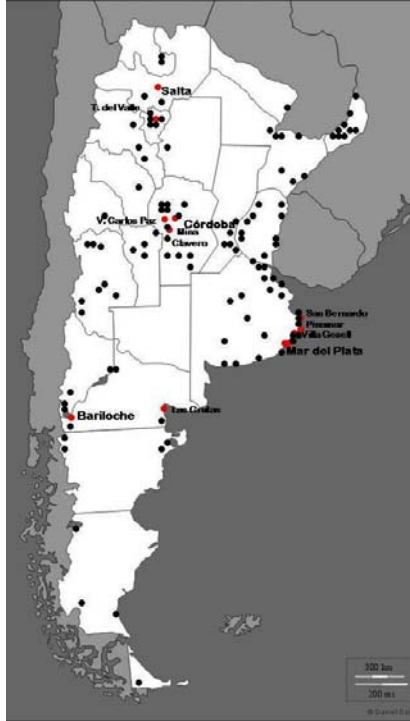 Salta
T. del Valle
V. Carlos Paz
Córdoba
Mina
Clavero
San Bernardo
Pinamar
Villa Gesell
Mar del Plata
Bariloche
Las Grutas
300 km
200 ms